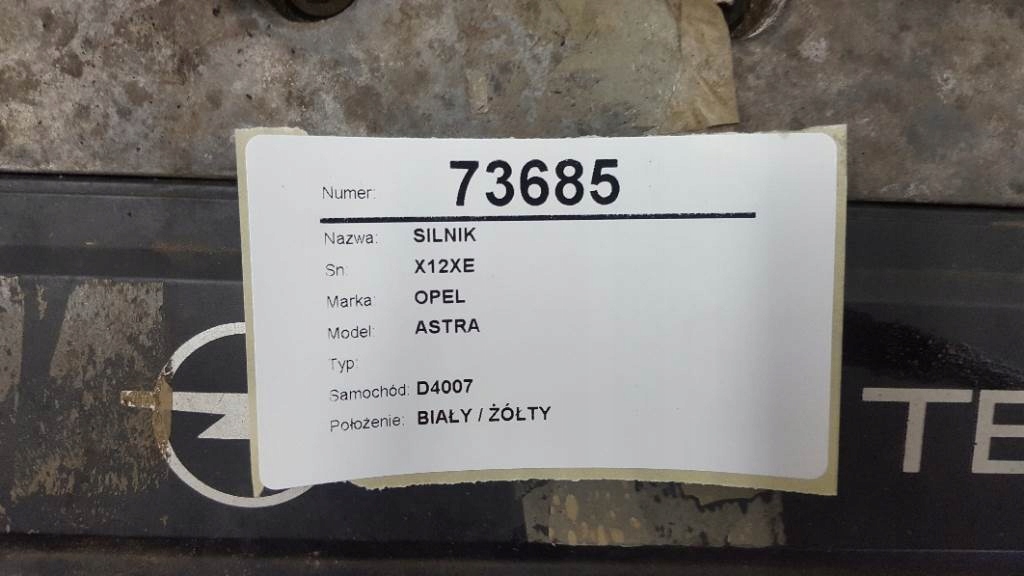 Numer: 73685
Nazwa: SILNIK
Sn: X12XE
Marka: OPEL
Model: ASTRA
Typ:
Samochód: D4007
Położenie: BIAŁY / ŻÓŁTY
TE